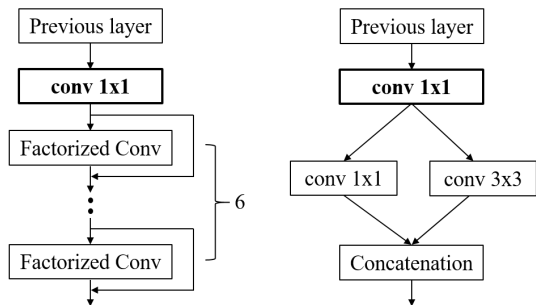 Previous layer
conv 1x1
Factorized Conv
6
Factorized Conv
Previous layer
conv 1x1
conv 1x1
conv 3x3
Concatenation